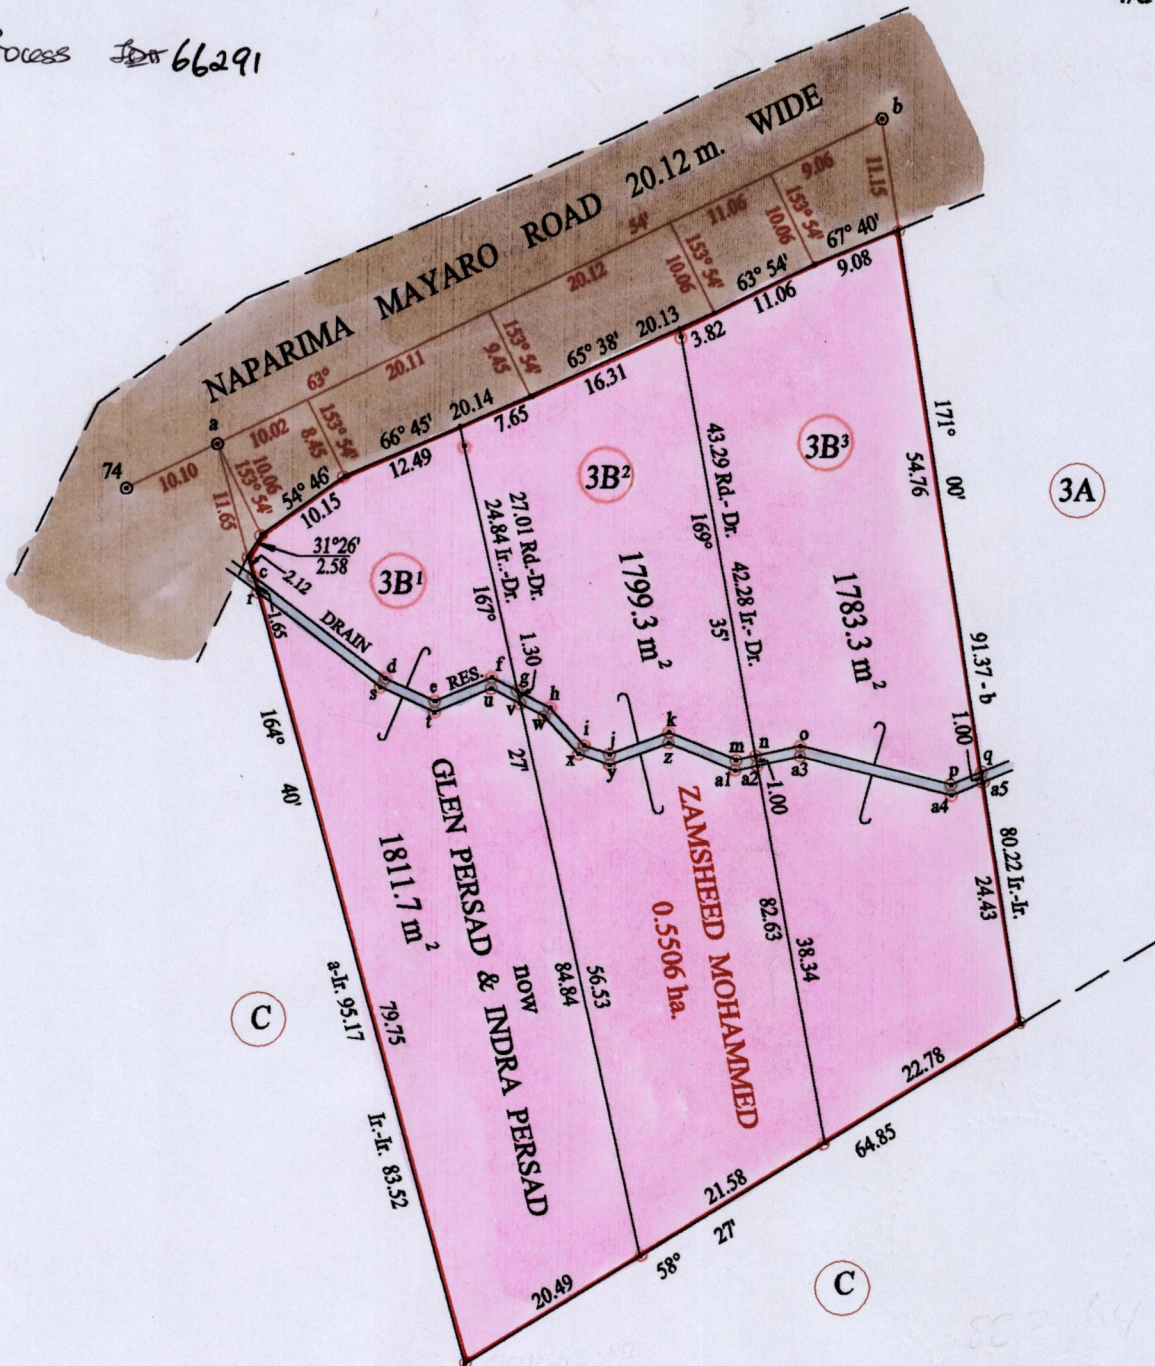 ocess 66291
NAPARIMA MAYARO ROAD 20.12 m. WIDE
b
9.06
11.15
11.06
54'
153° 54'
10.06
67° 40'
9.08
20.12
153° 54'
10.06
63° 54'
11.06
20.11
63°
153° 54'
9.45
65° 38'
20.13
3.82
16.31
a
10.02
153° 54'
8.45
66° 45'
20.14
7.65
12.49
74
10.10
10.06
153° 54'
11.65
54° 46'
10.15
31°26'
2.58
c
2.12
r
1.65
3B¹
3B²
3B³
3A
171°
00'
54.76
43.29 Rd.- Dr.
42.28 Ir.- Dr.
169°
35'
27.01 Rd.-Dr.
24.84 Ir..-Dr.
167°
1.30
27'
1799.3 m²
1783.3 m²
DRAIN
RES.
d
s
e
t
f
u
g
v
h
w
i
x
j
y
k
z
m
a1
n
a2
1.00
o
a3
p
a4
q
a5
1.00
91.37 - b
80.22 Ir.-Ir.
24.43
164°
40'
1811.7 m²
GLEN PERSAD & INDRA PERSAD
now
ZAMSHEED MOHAMMED
0.5506 ha.
82.63
38.34
56.53
84.84
a-Ir. 95.17
79.75
Ir.-Ir. 83.52
C
22.78
64.85
21.58
27'
58°
20.49
C